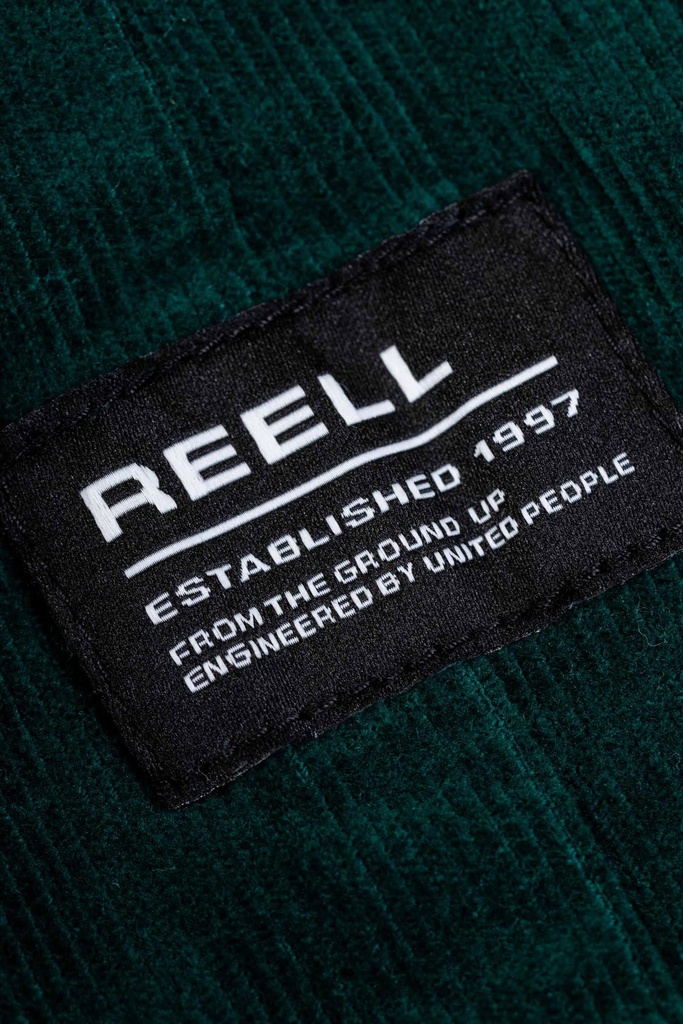 REELL
ESTABLISHED 1997
FROM THE GROUND UP
ENGINEERED BY UNITED PEOPLE